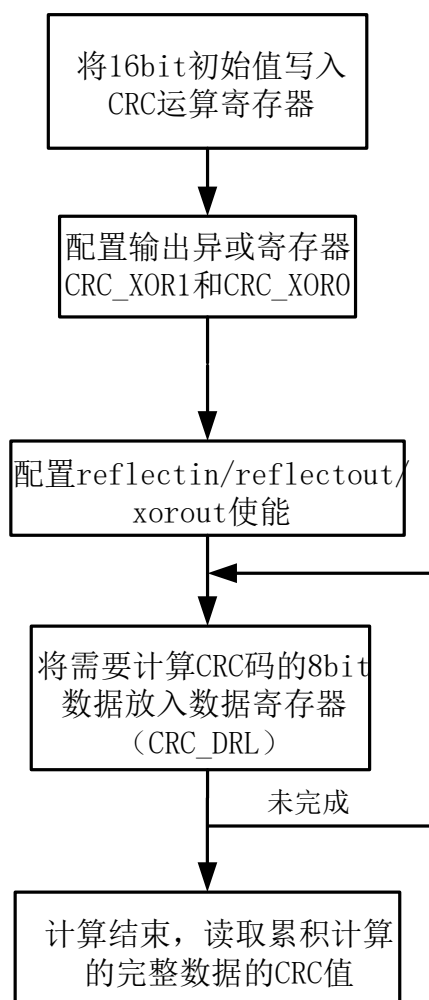 将16bit初始值写入
CRC运算寄存器
配置输出异或寄存器
CRC_XOR1和CRC_XOR0
配置reflectin/reflectout/
xorout使能
将需要计算CRC码的8bit
数据放入数据寄存器
（CRC_DRL）
未完成
计算结束，读取累积计算
的完整数据的CRC值